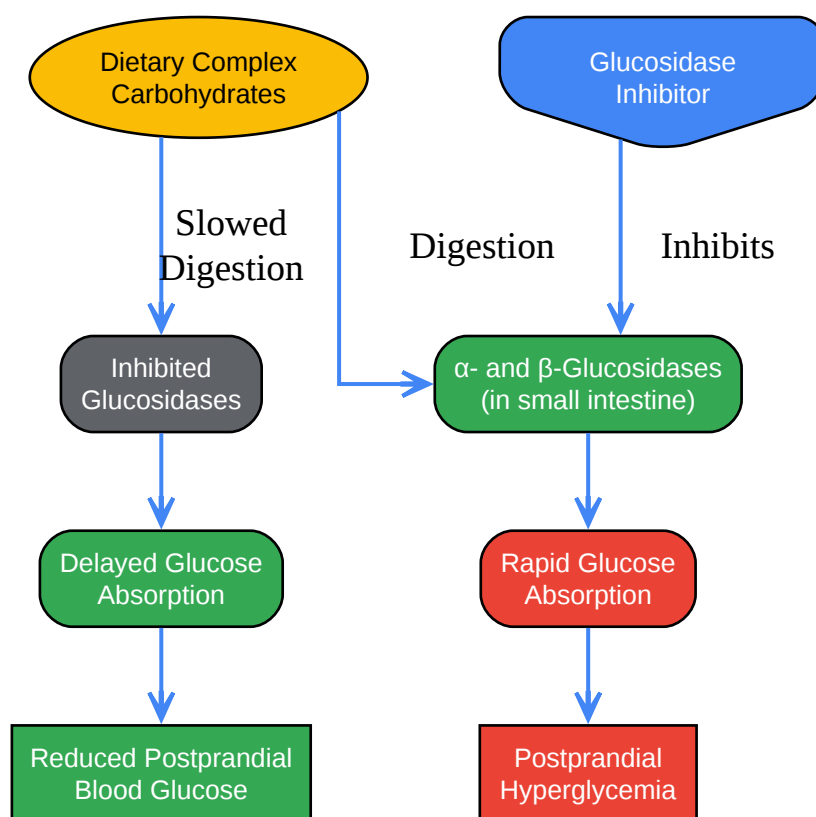 Dietary Complex
Carbohydrates
Glucosidase
Inhibitor
Slowed
Digestion
Digestion
Inhibits
Inhibited
Glucosidases
α- and β-Glucosidases
(in small intestine)
Delayed Glucose
Absorption
Rapid Glucose
Absorption
Reduced Postprandial
Blood Glucose
Postprandial
Hyperglycemia